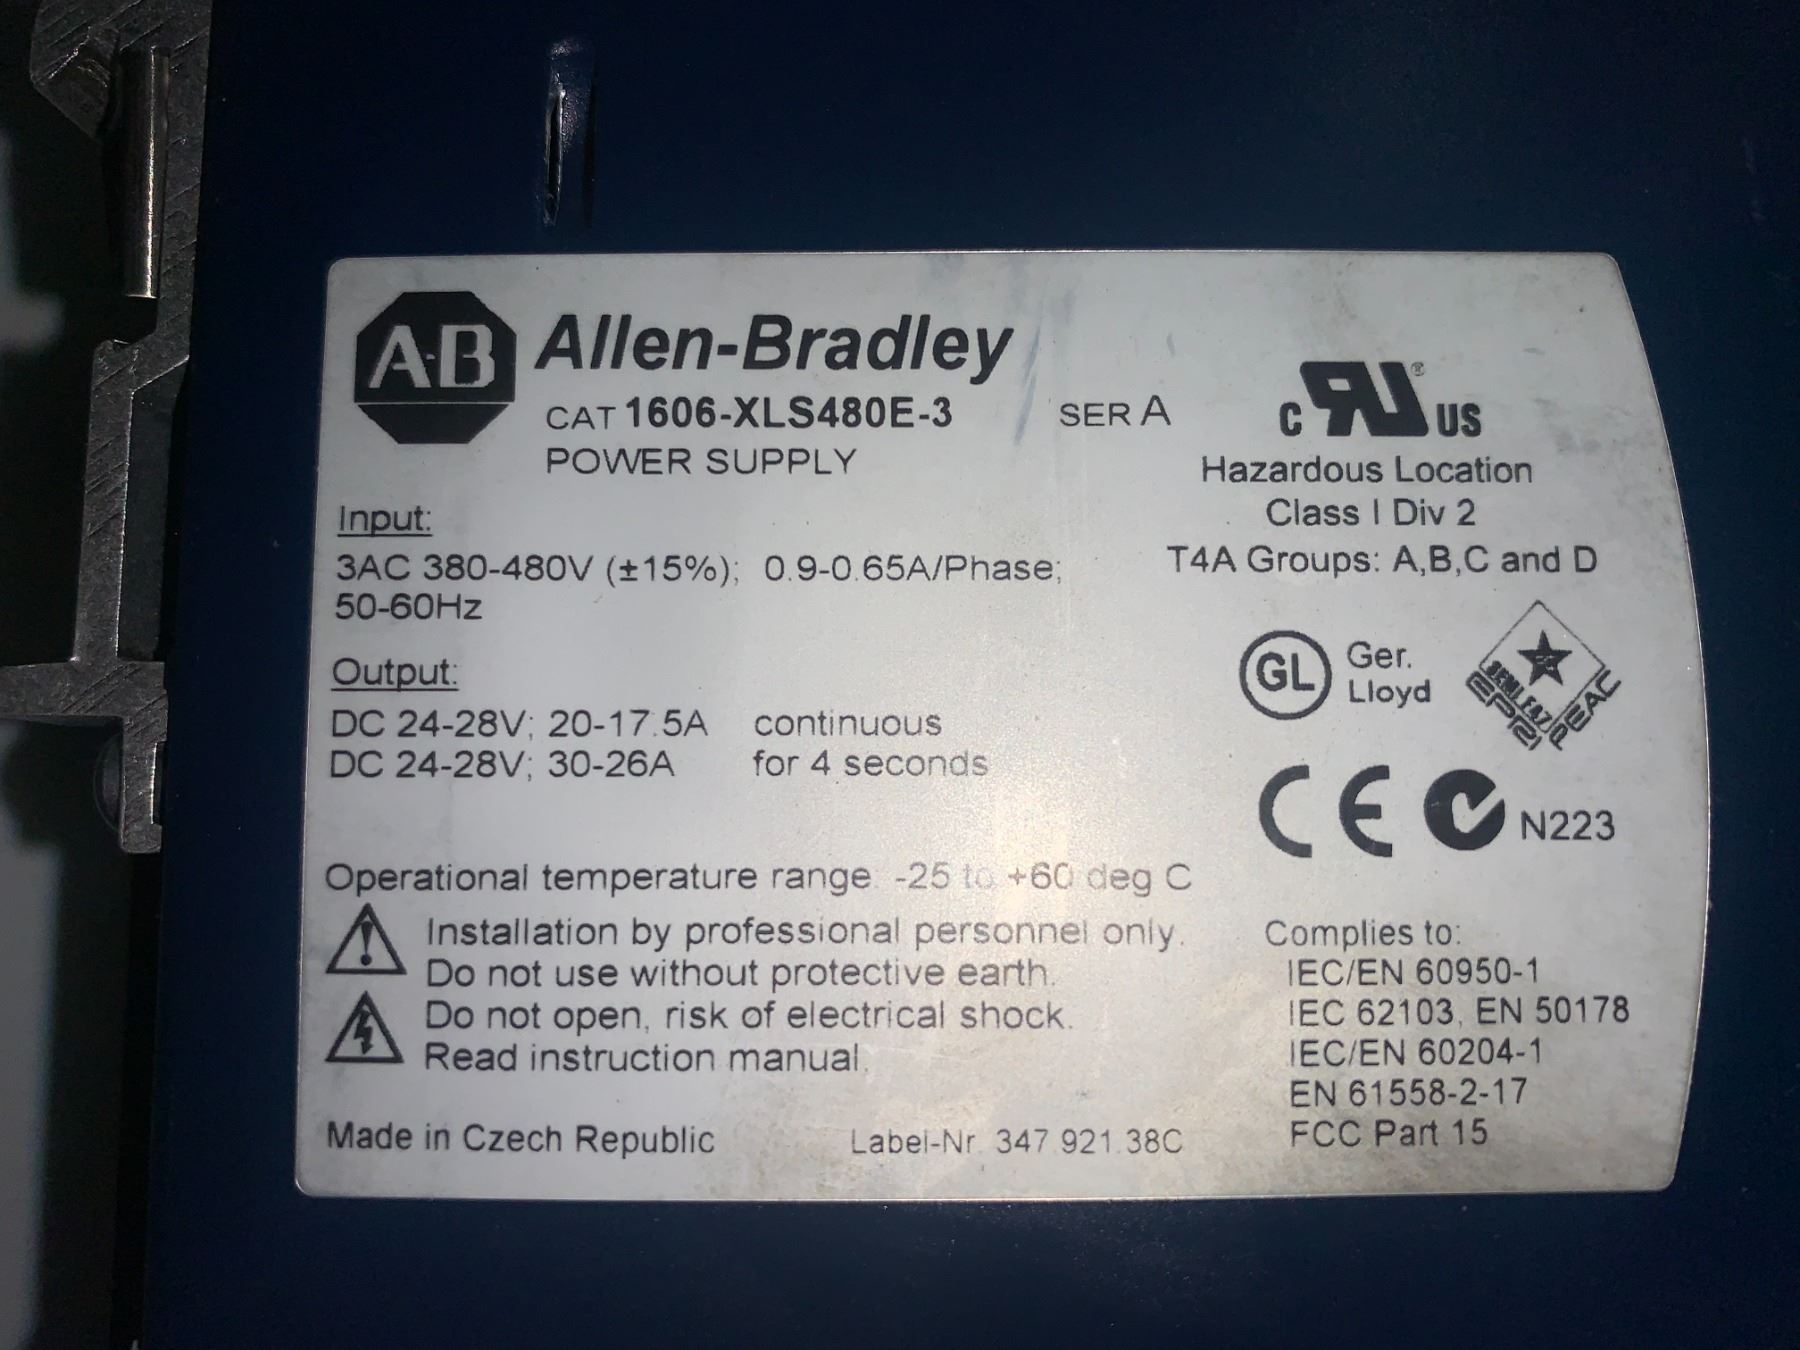 A-B Allen-Bradley
CAT 1606-XLS480E-3 SER A
POWER SUPPLY
Input:
3AC 380-480V (±15%); 0.9-0.65A/Phase;
50-60Hz
Output:
DC 24-28V; 20-17.5A continuous
DC 24-28V; 30-26A for 4 seconds
Operational temperature range -25 to +60 deg C
Installation by professional personnel only.
Do not use without protective earth.
Do not open, risk of electrical shock.
Read instruction manual.
Made in Czech Republic Label-Nr. 347.921.38C
C RU ® US
Hazardous Location
Class I Div 2
T4A Groups: A,B,C and D
GL Ger.
Lloyd
SEMI F47
EPRI PEAC
CE N223
Complies to:
IEC/EN 60950-1
IEC 62103, EN 50178
IEC/EN 60204-1
EN 61558-2-17
FCC Part 15